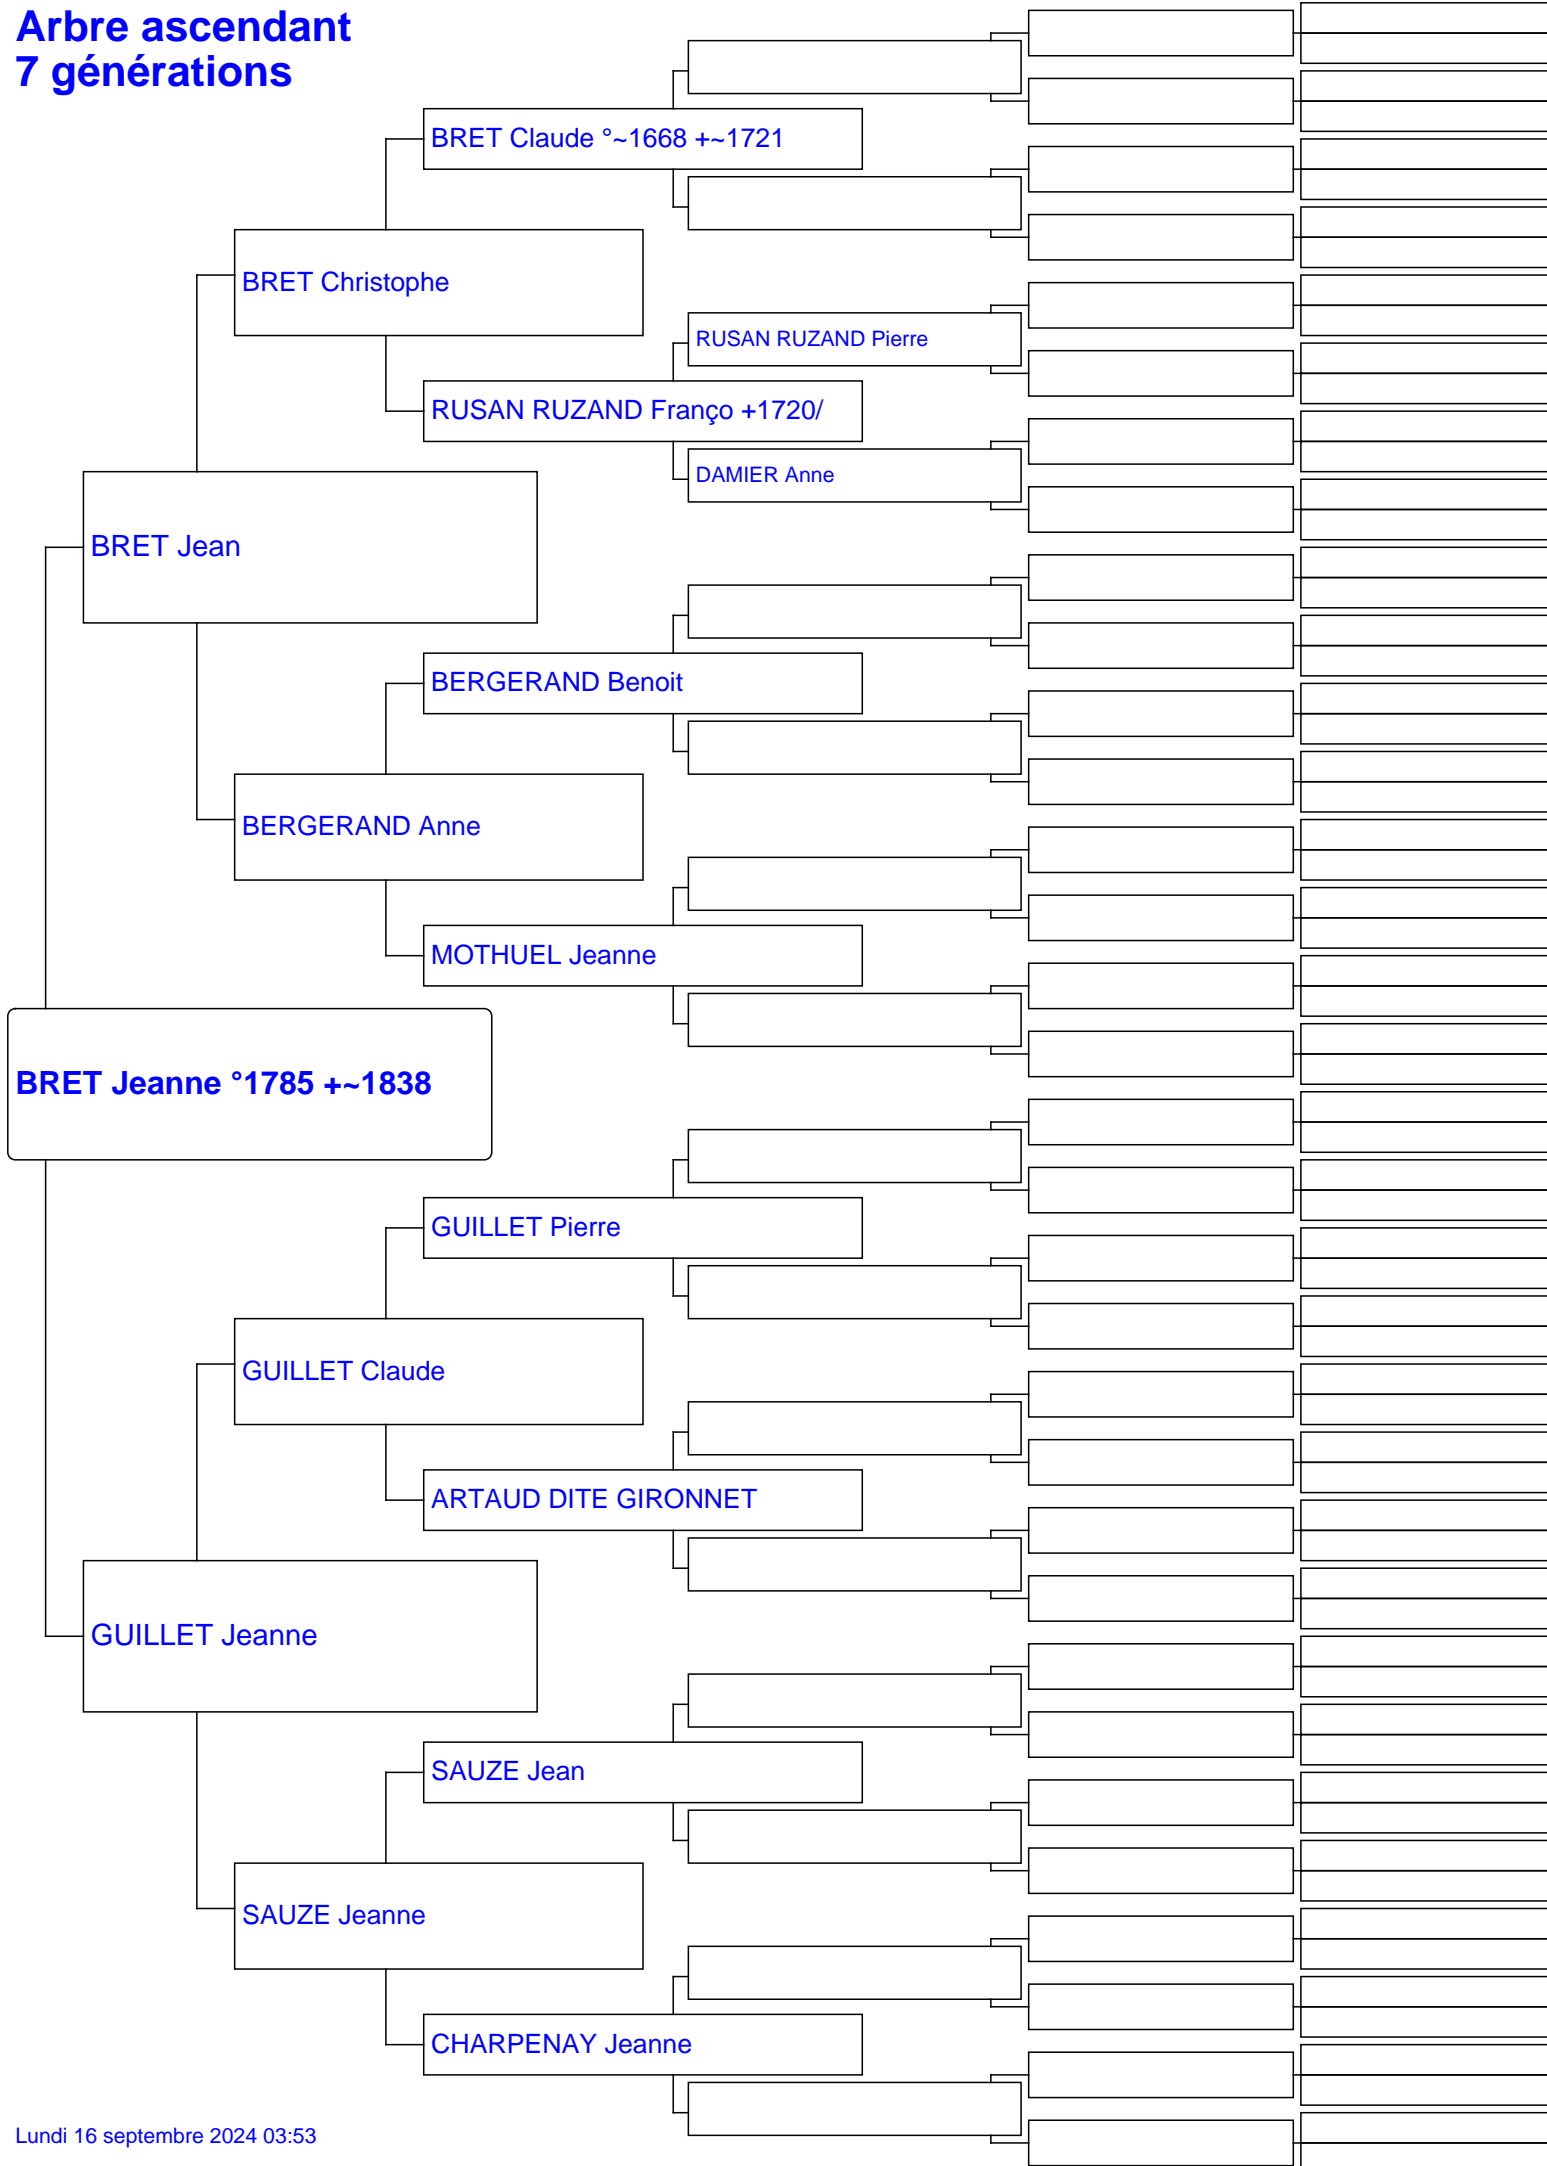 Arbre ascendant
7 générations
BRET Claude °~1668 +~1721
BRET Christophe
RUSAN RUZAND Pierre
RUSAN RUZAND Franço +1720/
DAMIER Anne
BRET Jean
BERGERAND Benoit
BERGERAND Anne
MOTHUEL Jeanne
BRET Jeanne °1785 +~1838
GUILLET Pierre
GUILLET Claude
ARTAUD DITE GIRONNET
GUILLET Jeanne
SAUZE Jean
SAUZE Jeanne
CHARPENAY Jeanne
Lundi 16 septembre 2024 03:53